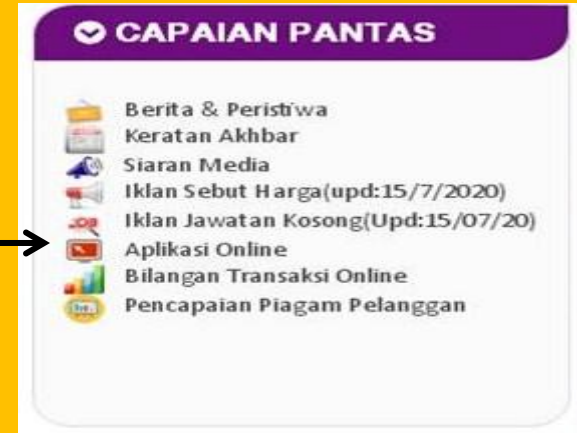 CAPAIAN PANTAS
Berita & Peristiwa
Keratan Akhbar
Siaran Media
Iklan Sebut Harga(upd:15/7/2020)
Iklan Jawatan Kosong(Upd:15/07/20)
Aplikasi Online
Bilangan Transaksi Online
Pencapaian Piagam Pelanggan